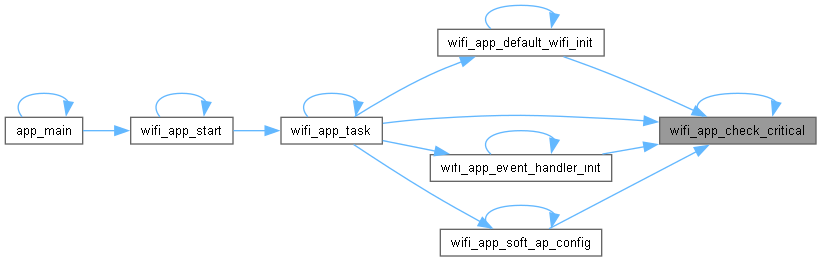 wifi_app_default_wifi_init
app_main
wifi_app_start
wifi_app_task
wifi_app_check_critical
wifi_app_event_handler_init
wifi_app_soft_ap_config